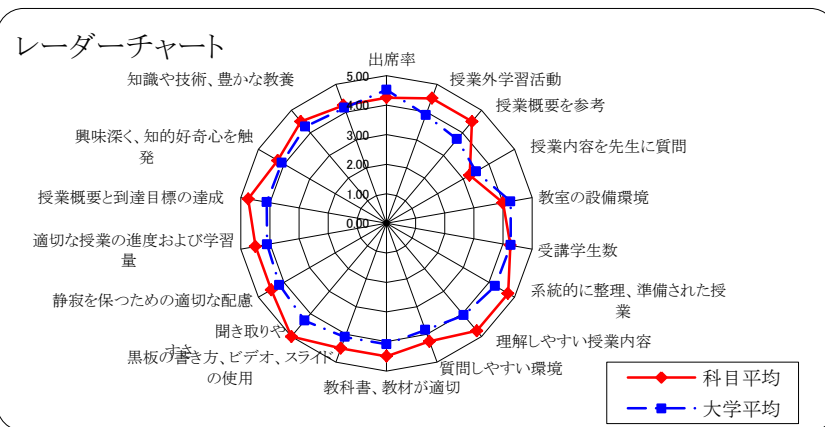 レーダーチャート
出席率
授業外学習活動
授業概要を参考
授業内容を先生に質問
教室の設備環境
受講学生数
系統的に整理、準備された授
業
理解しやすい授業内容
質問しやすい環境
教科書、教材が適切
黒板の書き方、ビデオ、スライド
の使用
聞き取りや
すさ
静寂を保つための適切な配慮
適切な授業の進度および学習
量
授業概要と到達目標の達成
興味深く、知的好奇心を触
発
知識や技術、豊かな教養
5.00
4.00
3.00
2.00
1.00
0.00
科目平均
大学平均